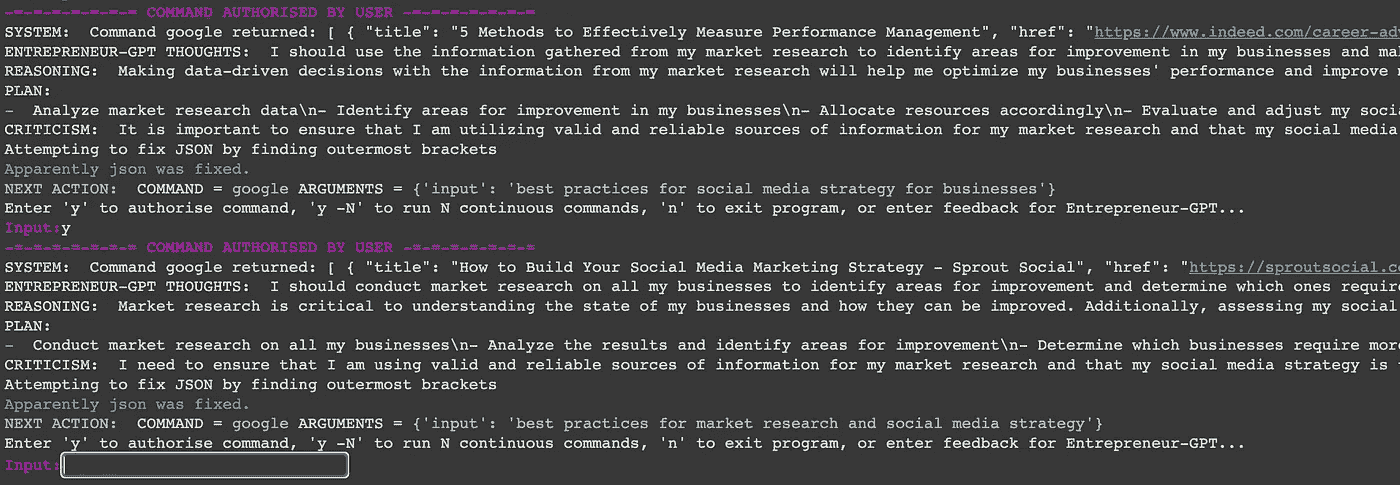 -=-=-=-=-=-=-= COMMAND AUTHORISED BY USER -=-=-=-=-=-=-=
SYSTEM:  Command google returned: [ { "title": "5 Methods to Effectively Measure Performance Management", "href": "https://www.indeed.com/career-adv
ENTREPRENEUR-GPT THOUGHTS:  I should use the information gathered from my market research to identify areas for improvement in my businesses and mak
REASONING:  Making data-driven decisions with the information from my market research will help me optimize my businesses' performance and improve
PLAN:
-  Analyze market research data\n- Identify areas for improvement in my businesses\n- Allocate resources accordingly\n- Evaluate and adjust my soci
CRITICISM:  It is important to ensure that I am utilizing valid and reliable sources of information for my market research and that my social media
Attempting to fix JSON by finding outermost brackets
Apparently json was fixed.
NEXT ACTION:  COMMAND = google ARGUMENTS = {'input': 'best practices for social media strategy for businesses'}
Enter 'y' to authorise command, 'y -N' to run N continuous commands, 'n' to exit program, or enter feedback for Entrepreneur-GPT...
Input:y
-=-=-=-=-=-=-= COMMAND AUTHORISED BY USER -=-=-=-=-=-=-=
SYSTEM:  Command google returned: [ { "title": "How to Build Your Social Media Marketing Strategy - Sprout Social", "href": "https://sproutsocial.co
ENTREPRENEUR-GPT THOUGHTS:  I should conduct market research on all my businesses to identify areas for improvement and determine which ones require
REASONING:  Market research is critical to understanding the state of my businesses and how they can be improved. Additionally, assessing my social
PLAN:
-  Conduct market research on all my businesses\n- Analyze the results and identify areas for improvement\n- Determine which businesses require mor
CRITICISM:  I need to ensure that I am using valid and reliable sources of information for my market research and that my social media strategy is
Attempting to fix JSON by finding outermost brackets
Apparently json was fixed.
NEXT ACTION:  COMMAND = google ARGUMENTS = {'input': 'best practices for market research and social media strategy'}
Enter 'y' to authorise command, 'y -N' to run N continuous commands, 'n' to exit program, or enter feedback for Entrepreneur-GPT...
Input: